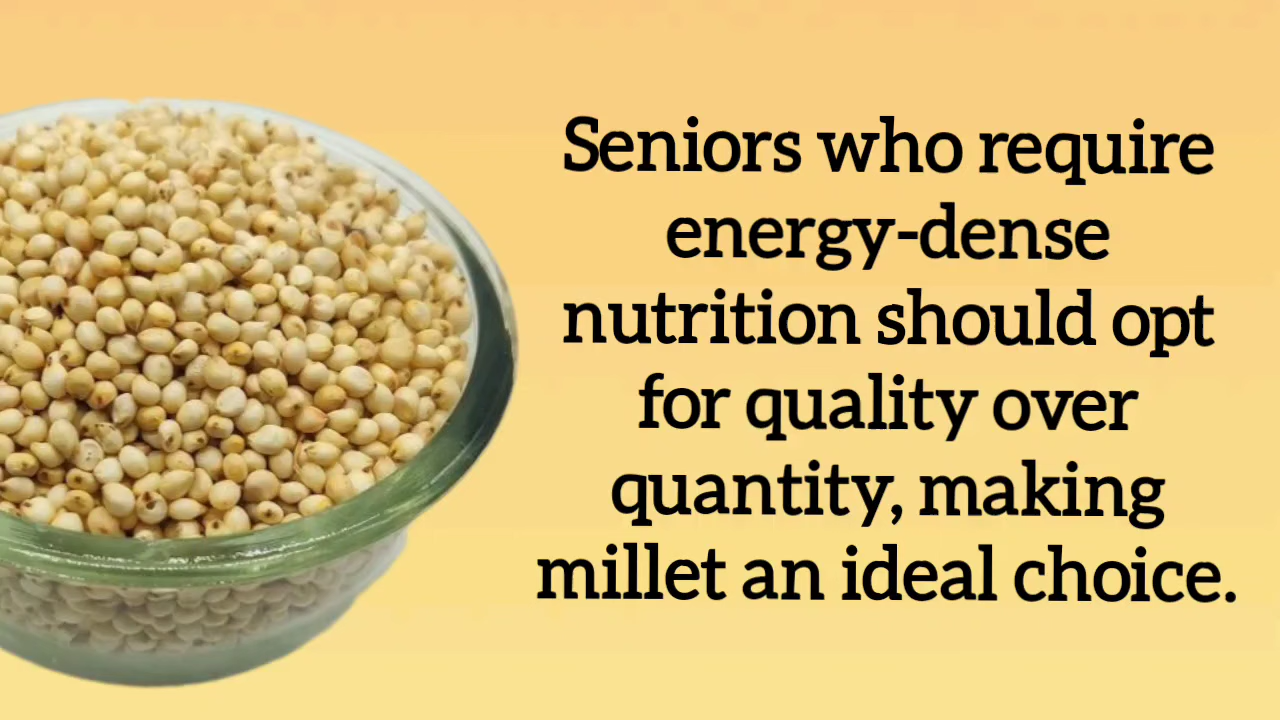 Seniors who require
energy-dense
nutrition should opt
for quality over
quantity, making
millet an ideal choice.